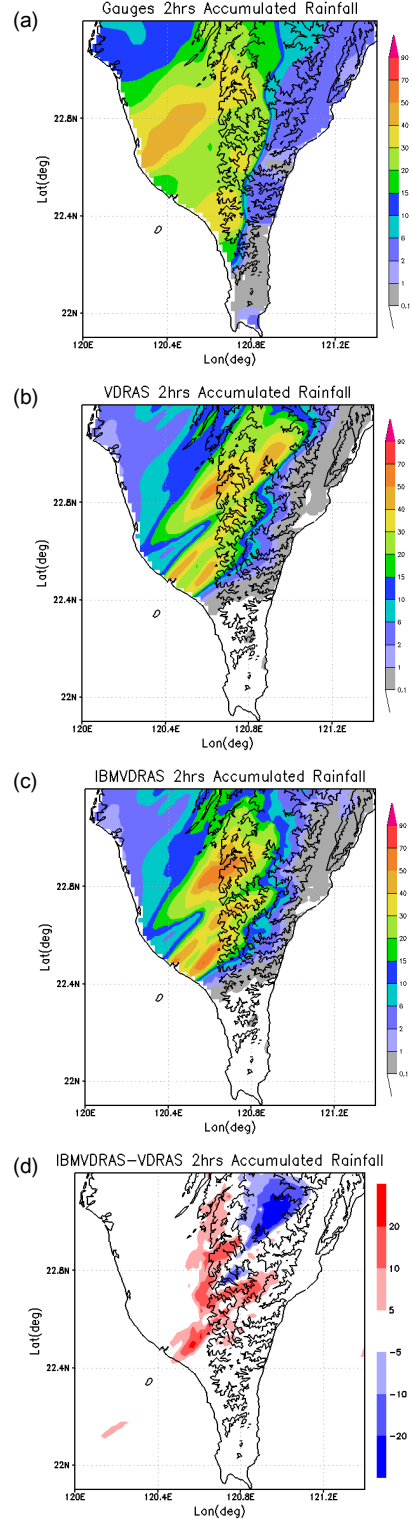 (a)
Gauges 2hrs Accumulated Rainfall
Lat(deg)
22.8N
22.4N
22N
120E 120.4E 120.8E 121.2E
Lon(deg)
90
70
50
40
30
20
15
10
6
2
1
0.1
(b)
VDRAS 2hrs Accumulated Rainfall
Lat(deg)
22.8N
22.4N
22N
120E 120.4E 120.8E 121.2E
Lon(deg)
90
70
50
40
30
20
15
10
6
2
1
0.1
(c)
IBMVDRAS 2hrs Accumulated Rainfall
Lat(deg)
22.8N
22.4N
22N
120E 120.4E 120.8E 121.2E
Lon(deg)
90
70
50
40
30
20
15
10
6
2
1
0.1
(d)
IBMVDRAS−VDRAS 2hrs Accumulated Rainfall
Lat(deg)
22.8N
22.4N
22N
120E 120.4E 120.8E 121.2E
Lon(deg)
20
10
5
−5
−10
−20